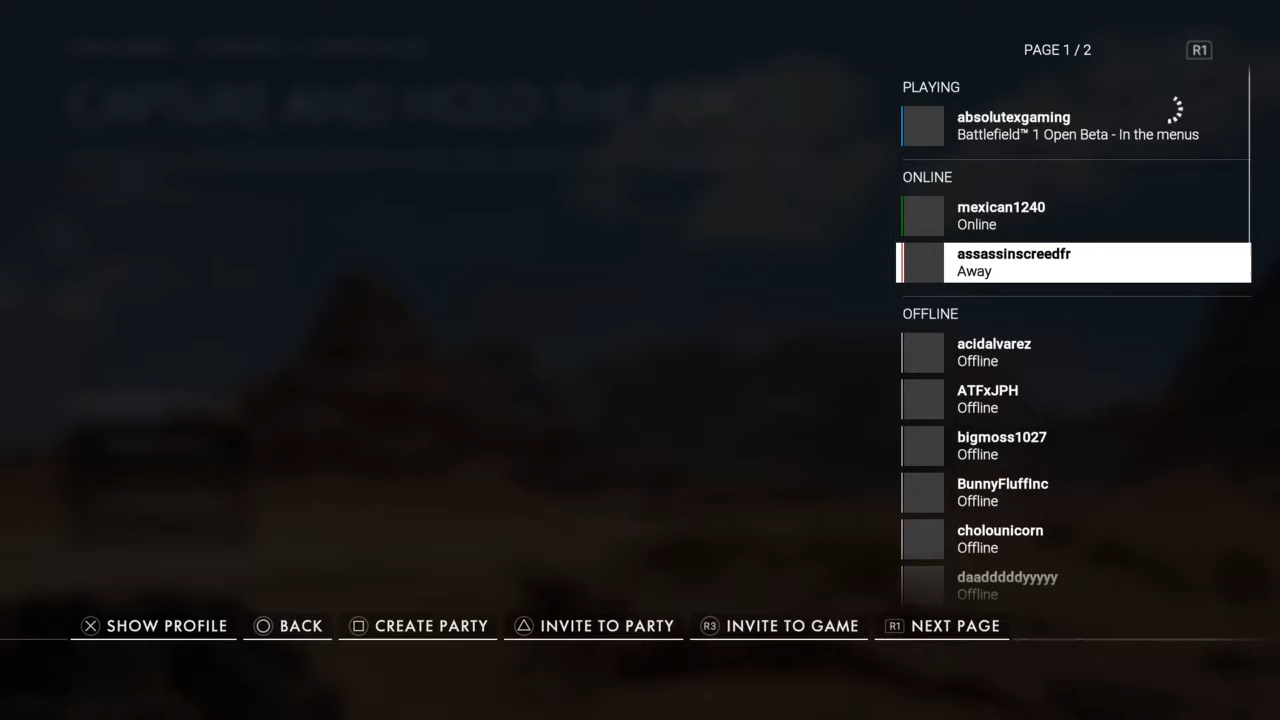 PAGE 1 / 2
R1
PLAYING
absolutexgaming
Battlefield™ 1 Open Beta - In the menus
ONLINE
mexican1240
Online
assassinscreedfr
Away
OFFLINE
acidalvarez
Offline
ATFxJPH
Offline
bigmoss1027
Offline
BunnyFluffInc
Offline
cholounicorn
Offline
daadddddyyyyy
Offline
SHOW PROFILE
BACK
CREATE PARTY
INVITE TO PARTY
R3 INVITE TO GAME
R1 NEXT PAGE